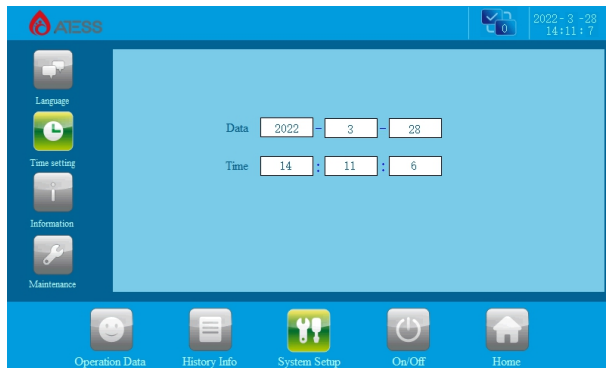 ATESS
0
2022-3-28
14:11:7
Language
Time setting
Information
Maintenance
Data 2022 - 3 - 28
Time 14 : 11 : 6
Operation Data
History Info
System Setup
On/Off
Home